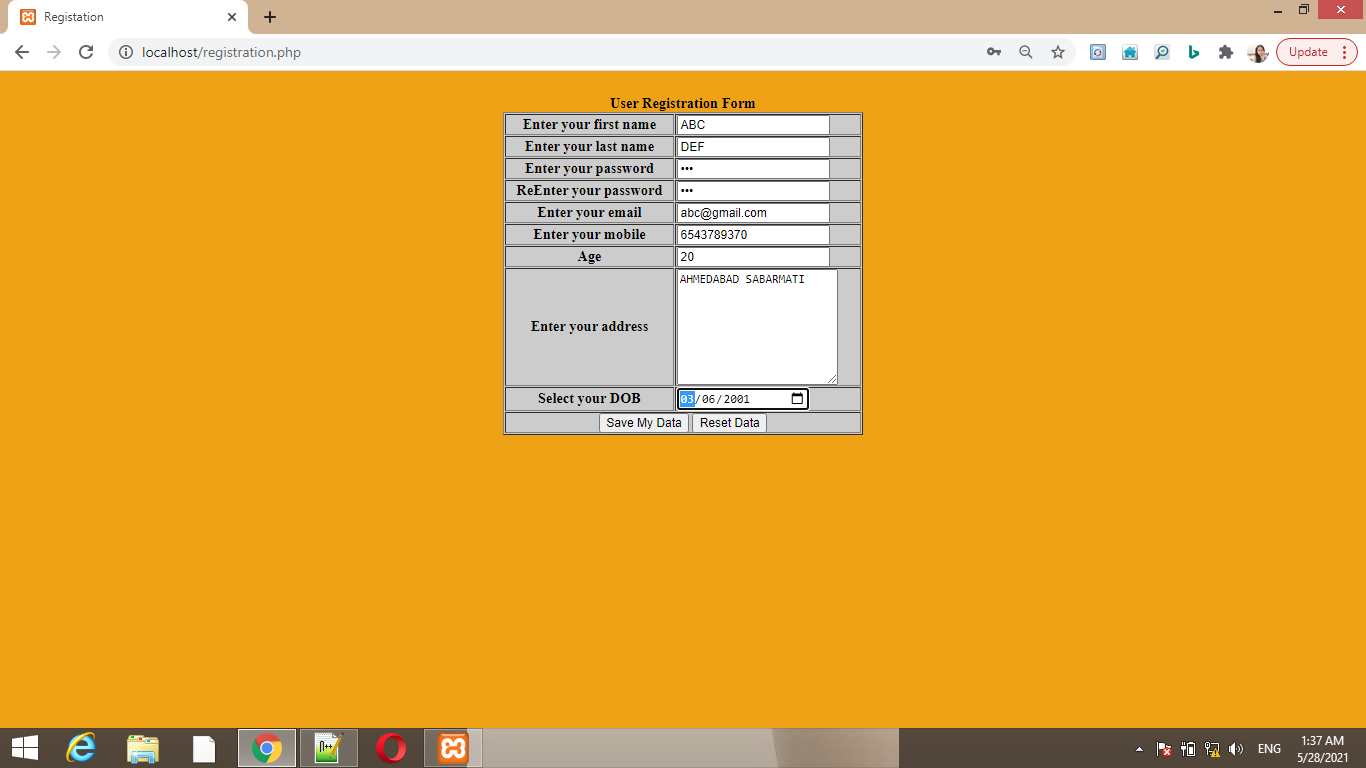 Registation
localhost/registration.php
Update
User Registration Form
Enter your first name ABC
Enter your last name DEF
Enter your password •••
ReEnter your password •••
Enter your email abc@gmail.com
Enter your mobile 6543789370
Age 20
Enter your address AHMEDABAD SABARMATI
Select your DOB 03/06/2001
Save My Data Reset Data
ENG
1:37 AM
5/28/2021